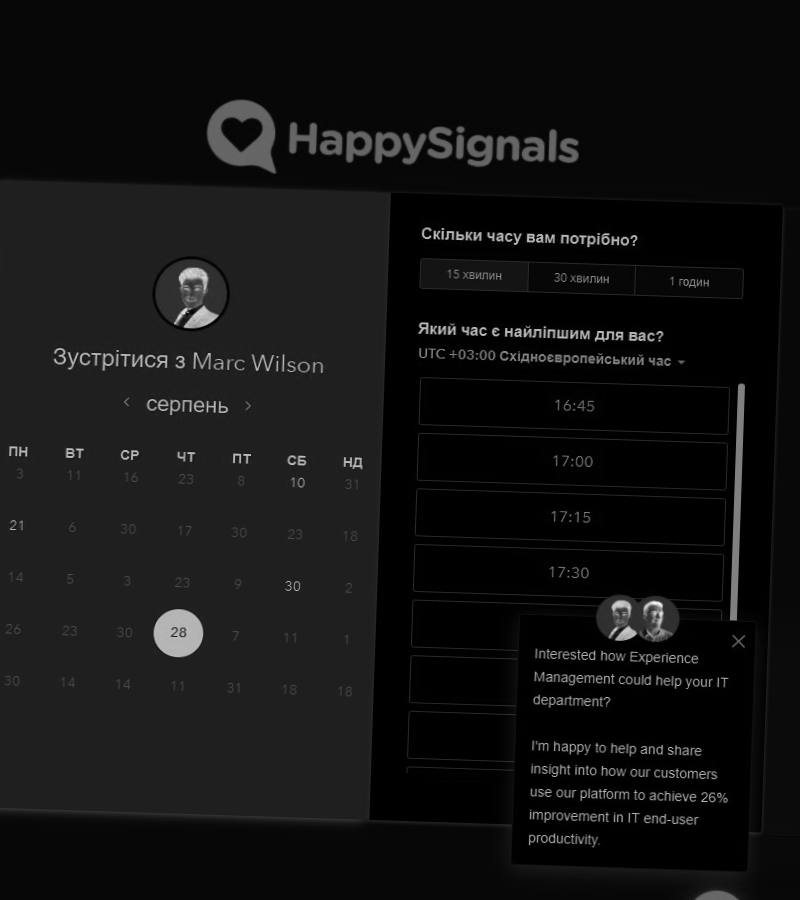 HappySignals
Зустрітися з Marc Wilson
серпень
ПН ВТ СР ЧТ ПТ СБ НД
3 11 16 23 8 10 31
21 6 30 17 30 23 18
14 5 3 23 9 30 2
26 23 30 28 7 11 1
30 14 14 11 31 18 18
Скільки часу вам потрібно?
15 хвилин 30 хвилин 1 годин
Який час є найліпшим для вас?
UTC +03:00 Східноєвропейський час
16:45
17:00
17:15
17:30
Interested how Experience
Management could help your IT
department?
I'm happy to help and share
insight into how our customers
use our platform to achieve 26%
improvement in IT end-user
productivity.